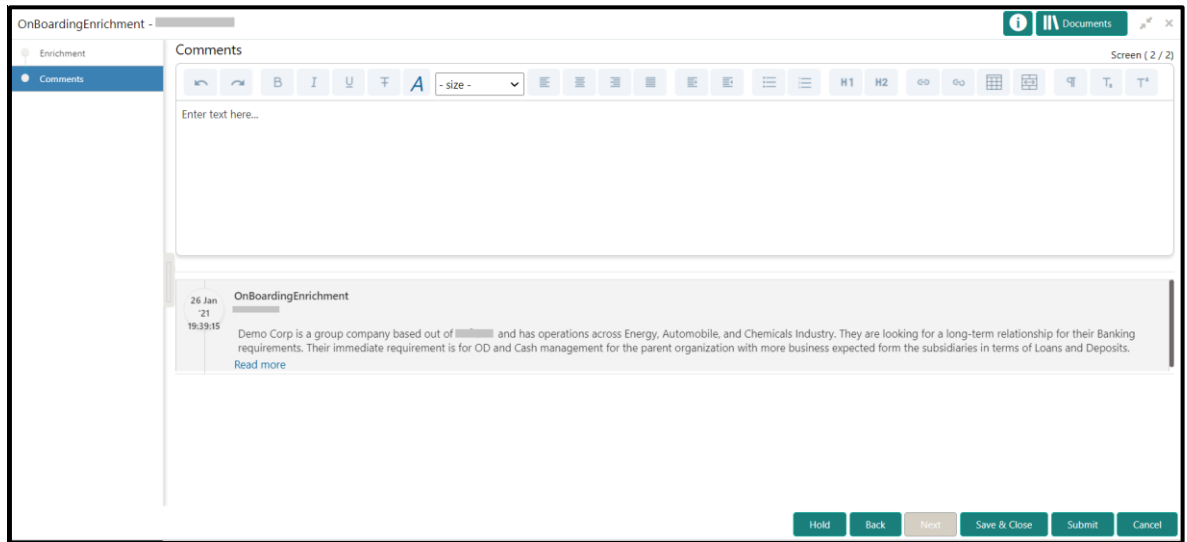 OnBoardingEnrichment -
i Documents
Enrichment
Comments
Comments
Screen ( 2 / 2)
B I U T A - size - H1 H2 ¶ Tₓ Tˣ
Enter text here...
26 Jan
'21
19:39:15
OnBoardingEnrichment
Demo Corp is a group company based out of and has operations across Energy, Automobile, and Chemicals Industry. They are looking for a long-term relationship for their Banking
requirements. Their immediate requirement is for OD and Cash management for the parent organization with more business expected form the subsidiaries in terms of Loans and Deposits.
Read more
Hold Back Next Save & Close Submit Cancel